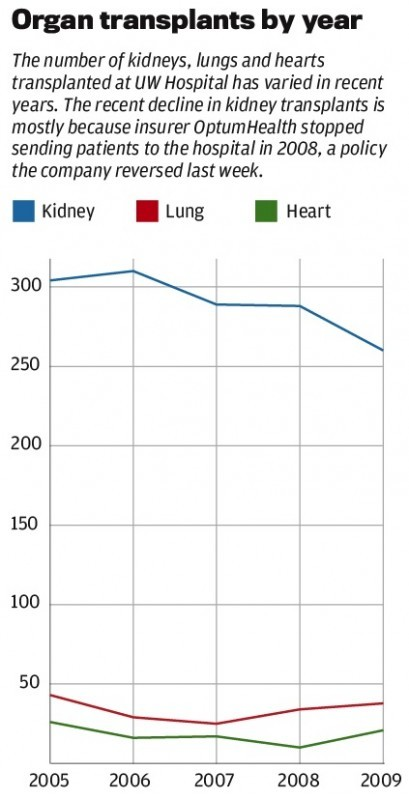 Organ transplants by year
The number of kidneys, lungs and hearts
transplanted at UW Hospital has varied in recent
years. The recent decline in kidney transplants is
mostly because insurer OptumHealth stopped
sending patients to the hospital in 2008, a policy
the company reversed last week.
Kidney Lung Heart
300
250
200
150
100
50
2005 2006 2007 2008 2009